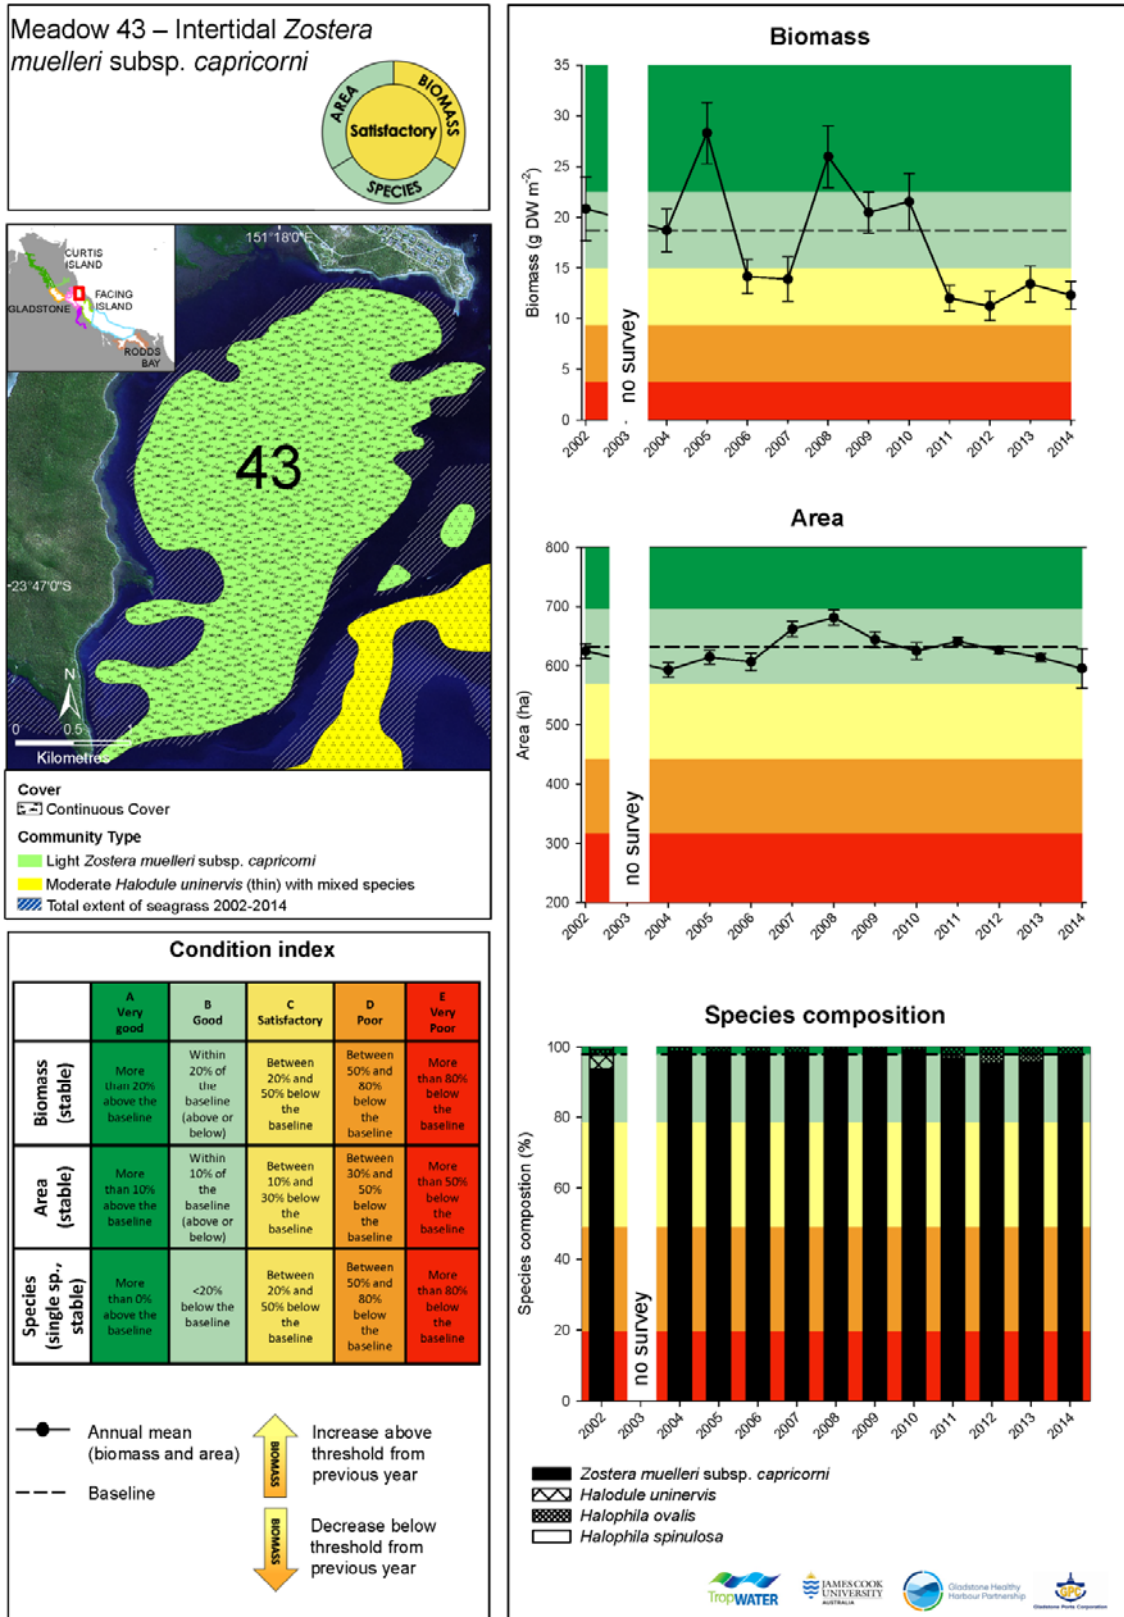 Meadow 43 – Intertidal Zostera
muelleri subsp. capricorni
AREA
BIOMASS
Satisfactory
SPECIES
151°18'0"E
CURTIS
ISLAND
FACING
ISLAND
GLADSTONE
RODDS
BAY
43
23°47'0"S
N
0 0.5 1
Kilometres
Cover
Continuous Cover
Community Type
Light Zostera muelleri subsp. capricorni
Moderate Halodule uninervis (thin) with mixed species
Total extent of seagrass 2002-2014
Condition index
A
Very
good
B
Good
C
Satisfactory
D
Poor
E
Very
Poor
Biomass
(stable)
More
than 20%
above the
baseline
Within
20% of
the
baseline
(above or
below)
Between
20% and
50% below
the
baseline
Between
50% and
80%
below
the
baseline
More
than 80%
below
the
baseline
Area
(stable)
More
than 10%
above the
baseline
Within
10% of
the
baseline
(above or
below)
Between
10% and
30% below
the
baseline
Between
30% and
50%
below
the
baseline
More
than 50%
below
the
baseline
Species
(single sp.,
stable)
More
than 0%
above the
baseline
<20%
below the
baseline
Between
20% and
50% below
the
baseline
Between
50% and
80%
below
the
baseline
More
than 80%
below
the
baseline
Annual mean
(biomass and area)
Baseline
BIOMASS
Increase above
threshold from
previous year
BIOMASS
Decrease below
threshold from
previous year
Biomass
Biomass (g DW m-2)
35
30
25
20
15
10
5
0
no survey
2002 2003 2004 2005 2006 2007 2008 2009 2010 2011 2012 2013 2014
Area
Area (ha)
800
700
600
500
400
300
200
no survey
2002 2003 2004 2005 2006 2007 2008 2009 2010 2011 2012 2013 2014
Species composition
Species compostion (%)
100
80
60
40
20
0
no survey
2002 2003 2004 2005 2006 2007 2008 2009 2010 2011 2012 2013 2014
Zostera muelleri subsp. capricorni
Halodule uninervis
Halophila ovalis
Halophila spinulosa
TropWATER
JAMES COOK
UNIVERSITY
AUSTRALIA
Gladstone Healthy
Harbour Partnership
GPC
Gladstone Ports Corporation